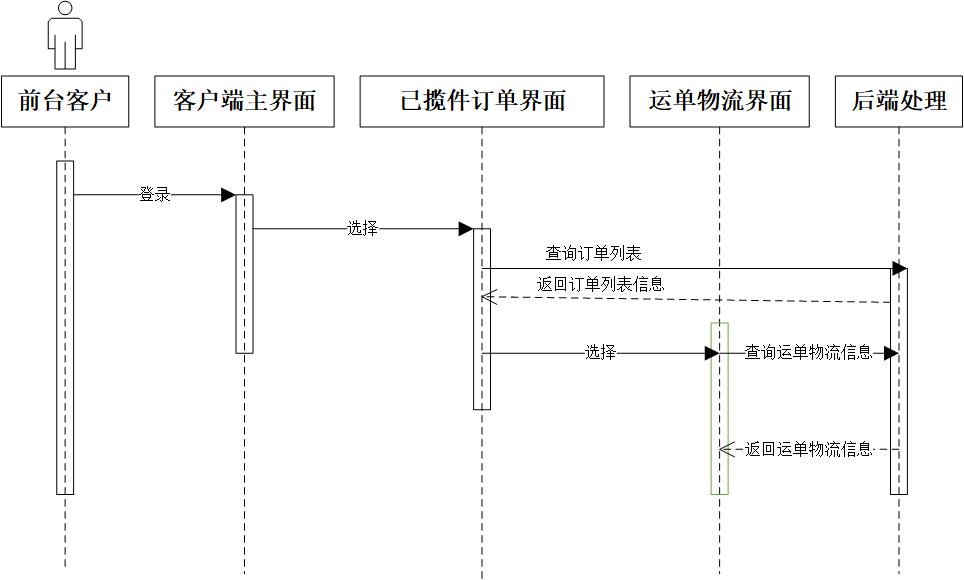 前台客户
客户端主界面
已揽件订单界面
运单物流界面
后端处理
登录
选择
查询订单列表
返回订单列表信息
选择
查询运单物流信息
返回运单物流信息